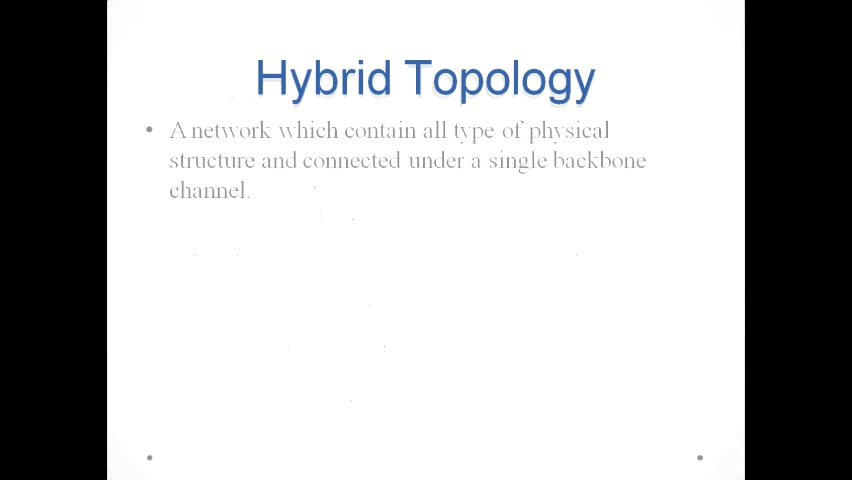 Hybrid Topology
• A network which contain all type of physical
structure and connected under a single backbone
channel.